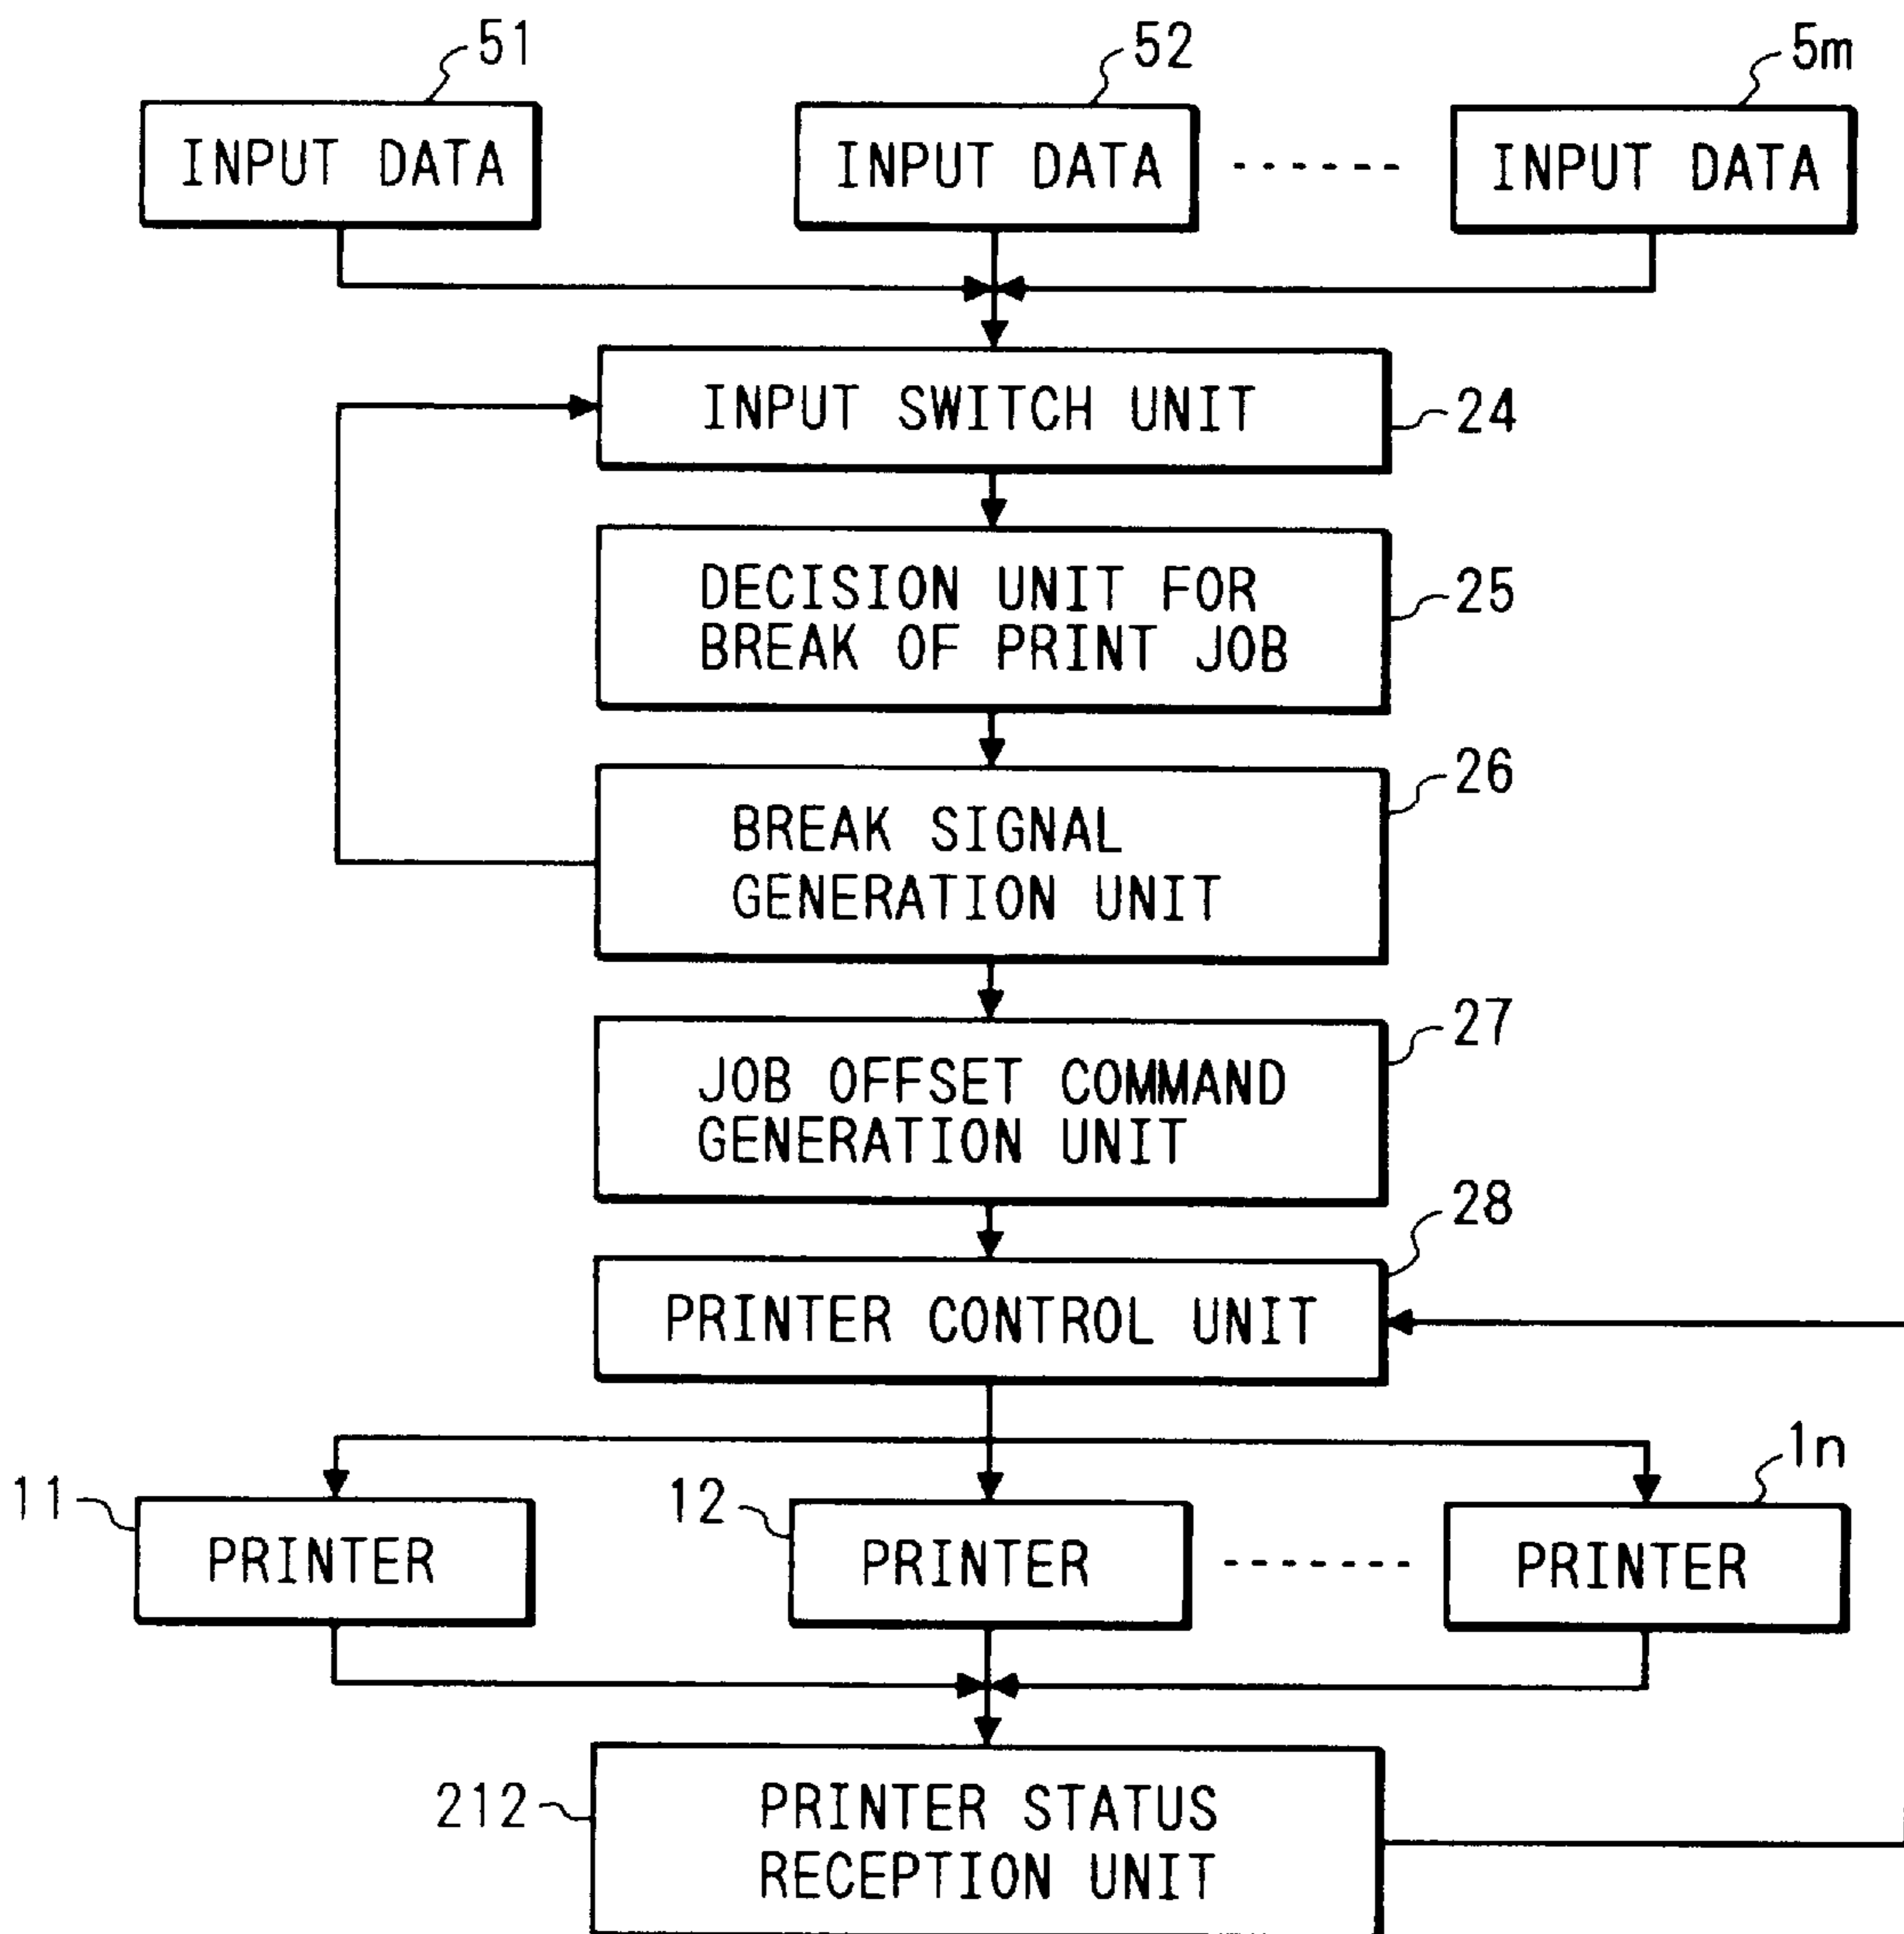 51
52
5m
INPUT DATA
INPUT DATA
INPUT DATA
INPUT SWITCH UNIT
24
DECISION UNIT FOR
BREAK OF PRINT JOB
25
26
BREAK SIGNAL
GENERATION UNIT
27
JOB OFFSET COMMAND
GENERATION UNIT
28
PRINTER CONTROL UNIT
11
12
1n
PRINTER
PRINTER
PRINTER
212
PRINTER STATUS
RECEPTION UNIT